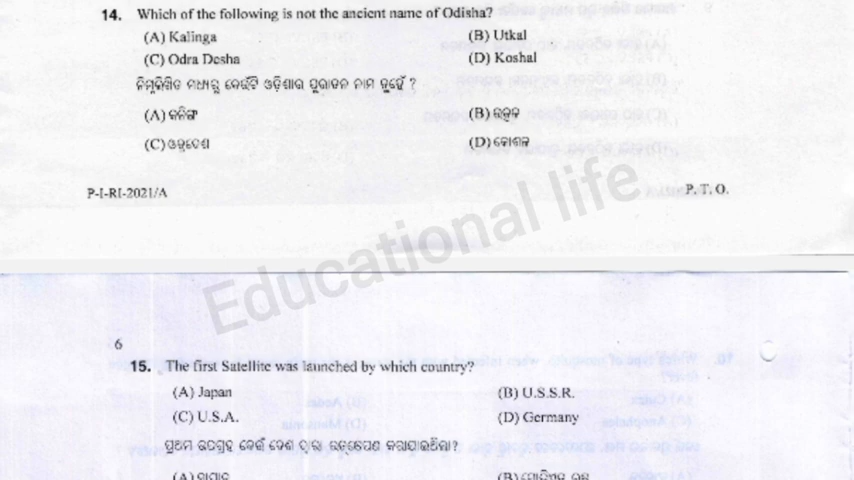 14. Which of the following is not the ancient name of Odisha?
(A) Kalinga (B) Utkal
(C) Odra Desha (D) Koshal
ନିମ୍ନଲିଖିତ ମଧ୍ୟରୁ କେଉଁଟି ଓଡ଼ିଶାର ପୁରାତନ ନାମ ନୁହେଁ ?
(A) କଳିଙ୍ଗ (B) ଉତ୍କଳ
(C) ଓଡ୍ରଦେଶ (D) କୋଶଳ
P-I-RI-2021/A P. T. O.
Educational life
6
15. The first Satellite was launched by which country?
(A) Japan (B) U.S.S.R.
(C) U.S.A. (D) Germany
ପ୍ରଥମ ଉପଗ୍ରହ କେଉଁ ଦେଶ ଦ୍ୱାରା ଉତ୍‌କ୍ଷେପଣ କରାଯାଇଥିଲା?
(A) ଜାପାନ (B)